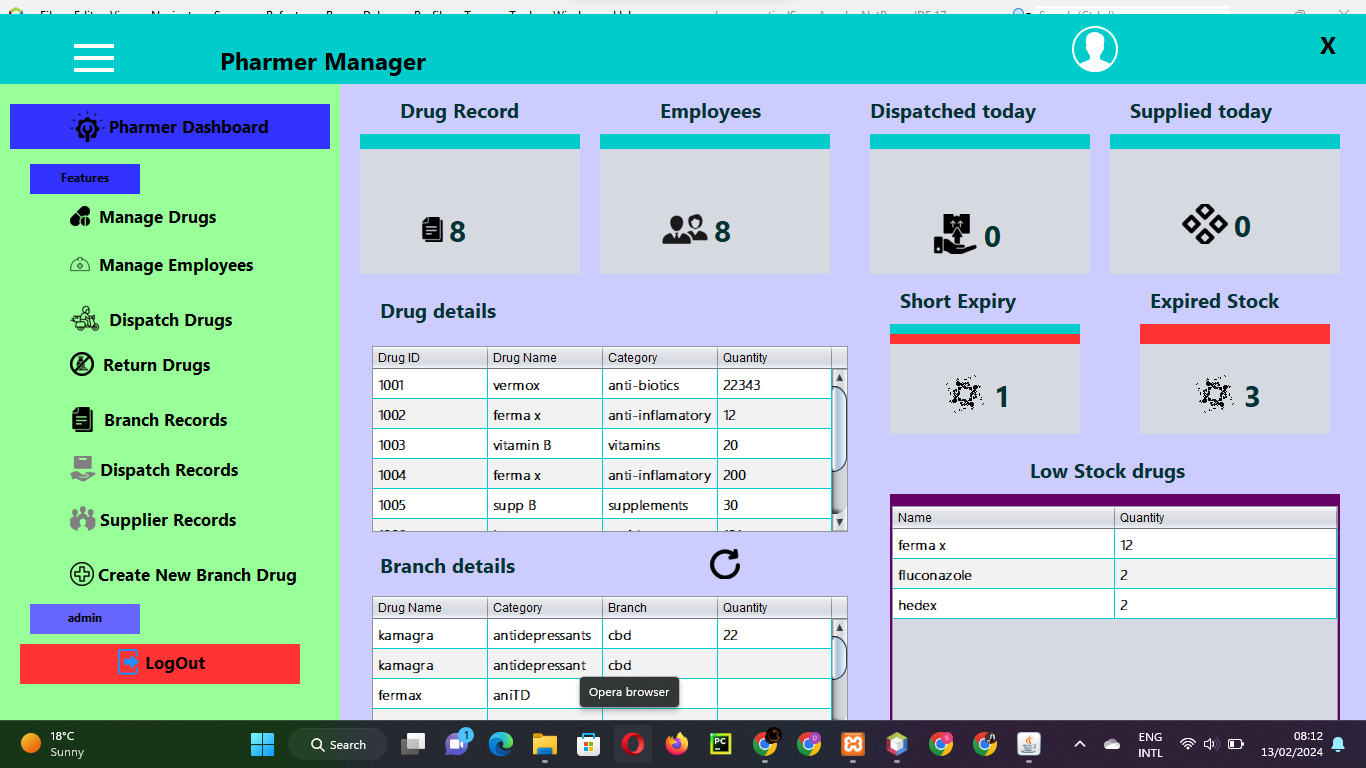 Pharmer Manager
X
Pharmer Dashboard
Features
Manage Drugs
Manage Employees
Dispatch Drugs
Return Drugs
Branch Records
Dispatch Records
Supplier Records
Create New Branch Drug
admin
LogOut
Drug Record
8
Employees
8
Dispatched today
0
Supplied today
0
Short Expiry
1
Expired Stock
3
Drug details
Drug ID Drug Name Category Quantity
1001 vermox anti-biotics 22343
1002 ferma x anti-inflamatory 12
1003 vitamin B vitamins 20
1004 ferma x anti-inflamatory 200
1005 supp B supplements 30
Branch details
Drug Name Category Branch Quantity
kamagra antidepressants cbd 22
kamagra antidepressant cbd
fermax aniTD
Opera browser
Low Stock drugs
Name Quantity
ferma x 12
fluconazole 2
hedex 2
18°C
Sunny
Search
1
PC
ENG
INTL
08:12
13/02/2024